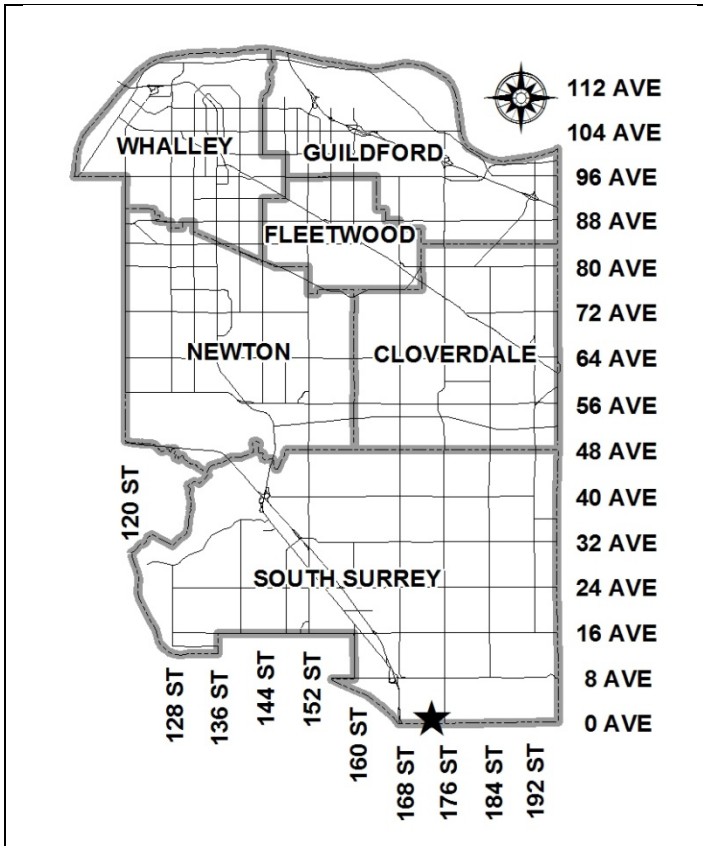 112 AVE
104 AVE
WHALLEY
GUILDFORD
96 AVE
88 AVE
FLEETWOOD
80 AVE
72 AVE
NEWTON
CLOVERDALE
64 AVE
56 AVE
48 AVE
120 ST
40 AVE
32 AVE
SOUTH SURREY
24 AVE
16 AVE
128 ST
136 ST
144 ST
152 ST
8 AVE
160 ST
0 AVE
168 ST
176 ST
184 ST
192 ST